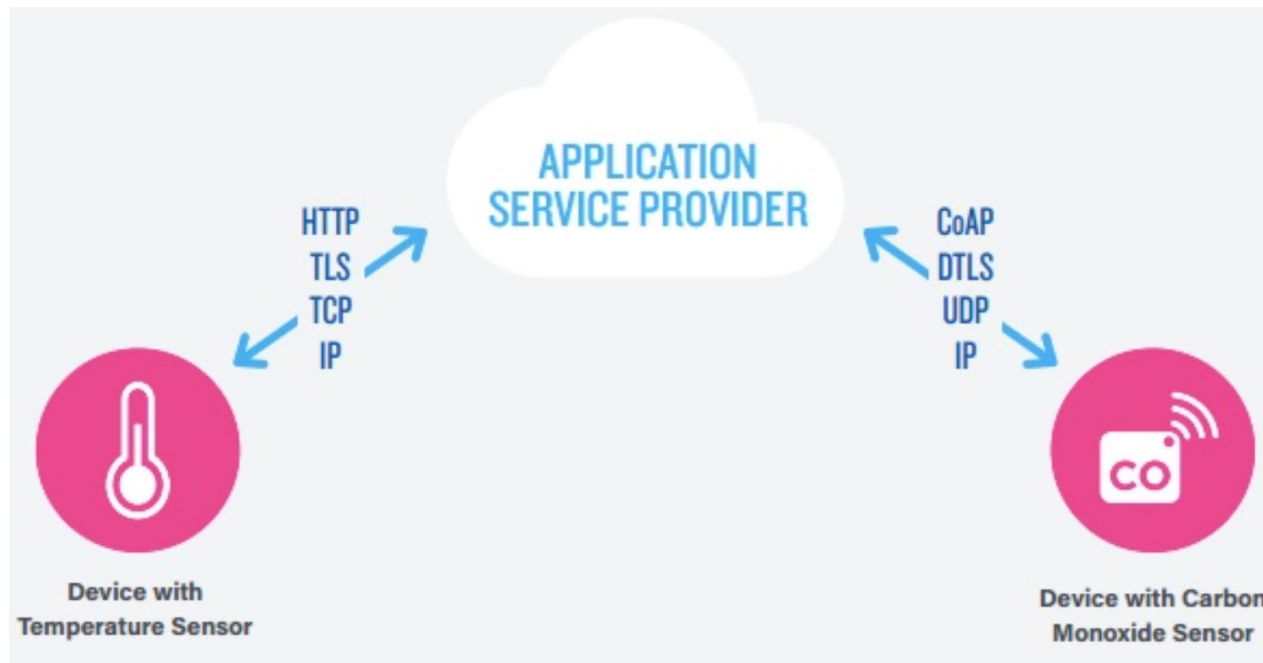 APPLICATION
SERVICE PROVIDER
HTTP
TLS
TCP
IP
CoAP
DTLS
UDP
IP
CO
Device with
Temperature Sensor
Device with Carbon
Monoxide Sensor